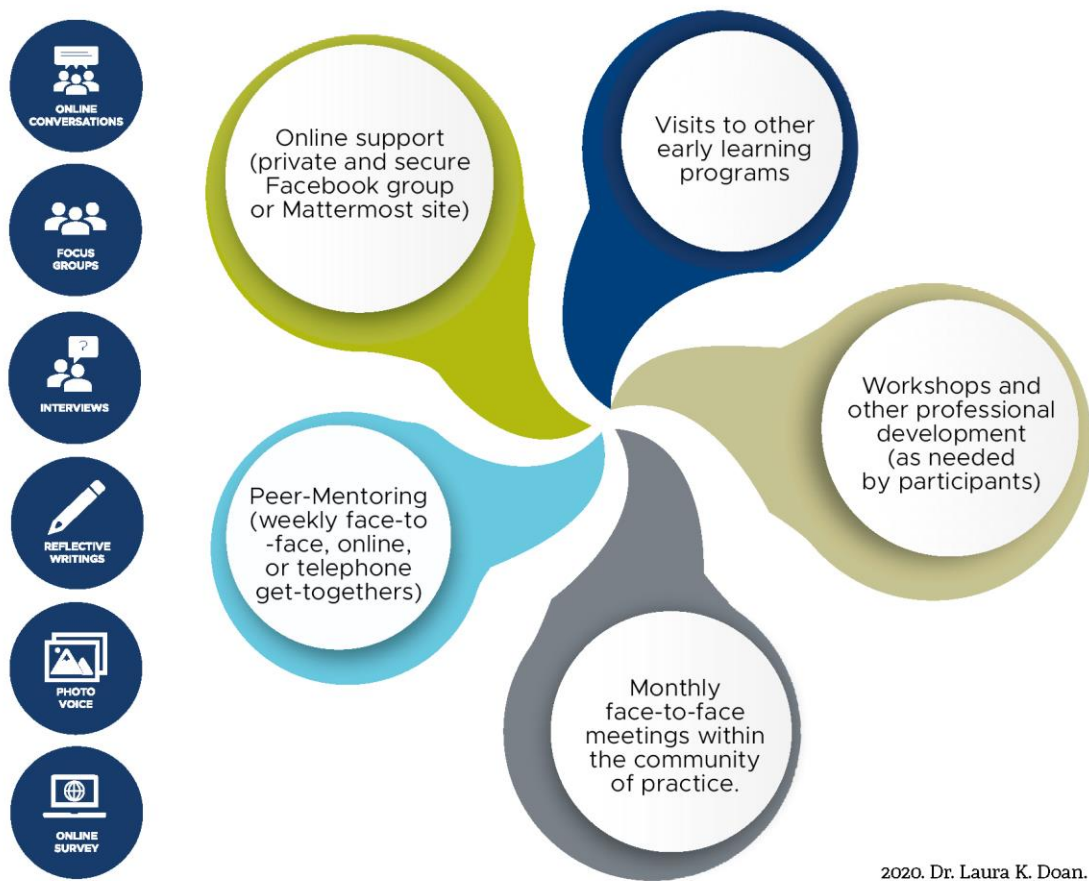 ONLINE
CONVERSATIONS
FOCUS
GROUPS
?
INTERVIEWS
REFLECTIVE
WRITINGS
PHOTO
VOICE
ONLINE
SURVEY
Online support
(private and secure
Facebook group
or Mattermost site)
Visits to other
early learning
programs
Workshops and
other professional
development
(as needed
by participants)
Peer-Mentoring
(weekly face-to
-face, online,
or telephone
get-togethers)
Monthly
face-to-face
meetings within
the community
of practice.
2020. Dr. Laura K. Doan.